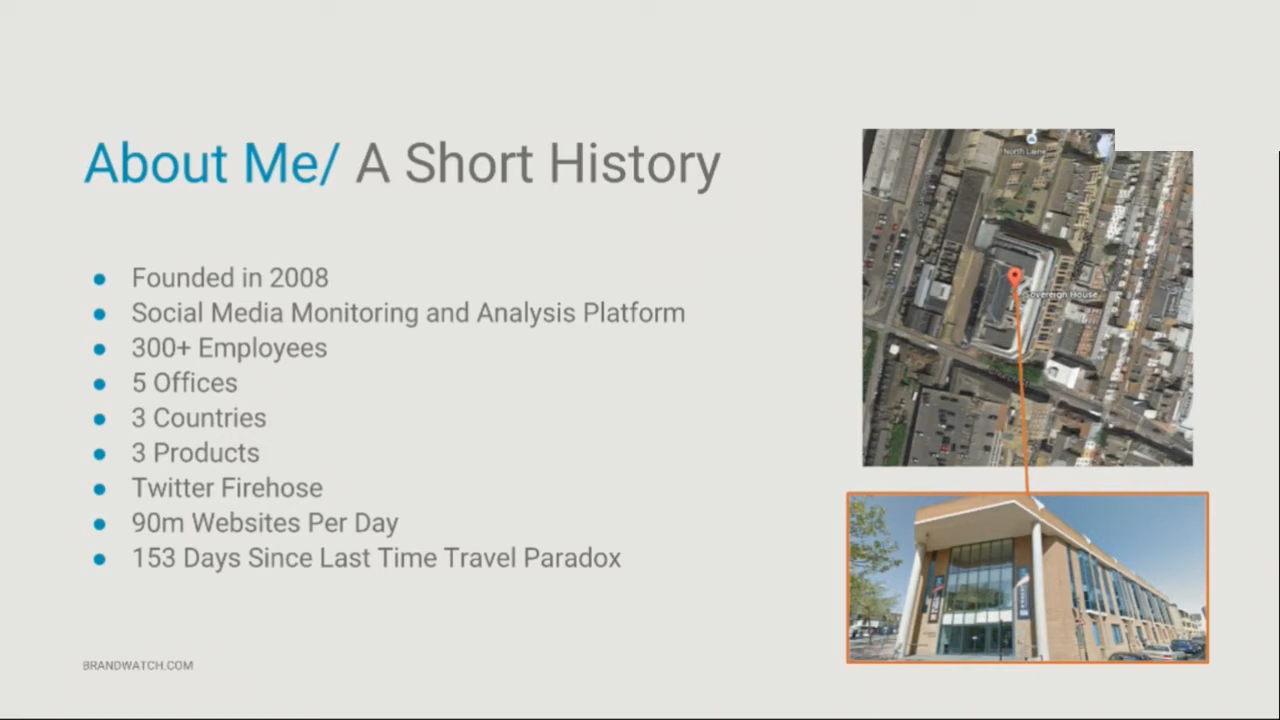 About Me/ A Short History
Founded in 2008
Social Media Monitoring and Analysis Platform
300+ Employees
5 Offices
3 Countries
3 Products
Twitter Firehose
90m Websites Per Day
153 Days Since Last Time Travel Paradox
North Laine
Sovereign House
BRANDWATCH.COM